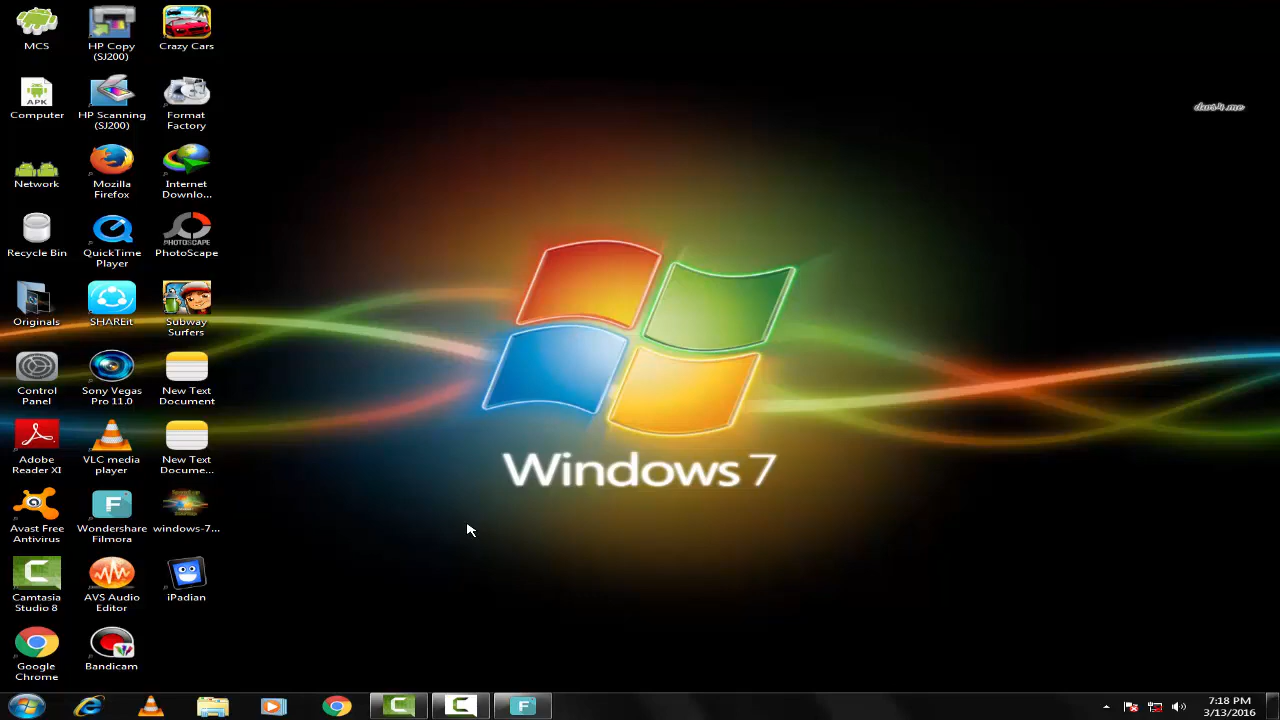 MCS
HP Copy
(SJ200)
Crazy Cars
APK
Computer
HP Scanning
(SJ200)
Format
Factory
Network
Mozilla
Firefox
Internet
Downlo...
Recycle Bin
QuickTime
Player
PHOTOSCAPE
PhotoScape
Originals
SHAREit
Subway
Surfers
Control
Panel
Sony Vegas
Pro 11.0
New Text
Document
Adobe
Reader XI
VLC media
player
New Text
Docume...
Avast Free
Antivirus
Wondershare
Filmora
windows-7...
Camtasia
Studio 8
AVS Audio
Editor
iPadian
Google
Chrome
Bandicam
Windows 7
7:18 PM
3/13/2016